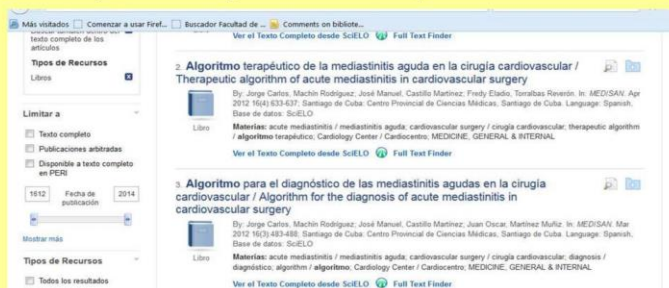 Más visitados Comenzar a usar Firef... Buscador Facultad de ... Comments on bibliote...
texto completo de los
artículos
Tipos de Recursos
Libros
Limitar a
Texto completo
Publicaciones arbitradas
Disponible a texto completo
en PERI
1612 Fecha de publicación 2014
Mostrar más
Tipos de Recursos
Todos los resultados
Ver el Texto Completo desde SciELO Full Text Finder
2. Algoritmo terapéutico de la mediastinitis aguda en la cirugía cardiovascular /
Therapeutic algorithm of acute mediastinitis in cardiovascular surgery
By: Jorge Carlos, Machín Rodríguez; José Manuel, Castillo Martínez; Fredy Eladio, Torralbas Reverón. In: MEDISAN. Apr
2012 16(4):633-637; Santiago de Cuba: Centro Provincial de Ciencias Médicas, Santiago de Cuba. Language: Spanish,
Base de datos: SciELO
Libro
Materias: acute mediastinitis / mediastinitis aguda; cardiovascular surgery / cirugía cardiovascular; therapeutic algorithm
/ algoritmo terapéutico; Cardiology Center / Cardiocentro; MEDICINE, GENERAL & INTERNAL
Ver el Texto Completo desde SciELO Full Text Finder
3. Algoritmo para el diagnóstico de las mediastinitis agudas en la cirugía
cardiovascular / Algorithm for the diagnosis of acute mediastinitis in
cardiovascular surgery
By: Jorge Carlos, Machín Rodríguez; José Manuel, Castillo Martínez; Juan Oscar, Martínez Muñiz. In: MEDISAN. Mar
2012 16(3):483-488; Santiago de Cuba: Centro Provincial de Ciencias Médicas, Santiago de Cuba. Language: Spanish,
Base de datos: SciELO
Libro
Materias: acute mediastinitis / mediastinitis aguda; cardiovascular surgery / cirugía cardiovascular; diagnosis /
diagnóstico; algorithm / algoritmo; Cardiology Center / Cardiocentro; MEDICINE, GENERAL & INTERNAL
Ver el Texto Completo desde SciELO Full Text Finder